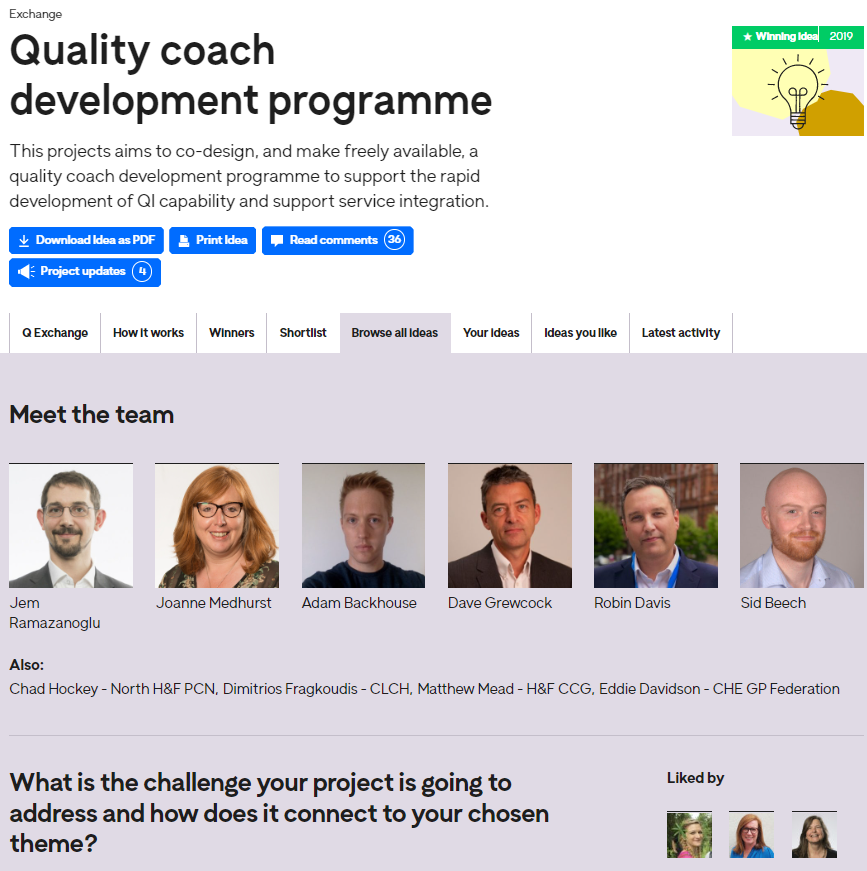 Exchange
Quality coach
development programme
★ Winning Idea 2019
This projects aims to co-design, and make freely available, a
quality coach development programme to support the rapid
development of QI capability and support service integration.
Download Idea as PDF Print Idea Read comments 36
Project updates 4
Q Exchange How it works Winners Shortlist Browse all ideas Your ideas Ideas you like Latest activity
Meet the team
Jem
Ramazanoglu
Joanne Medhurst
Adam Backhouse
Dave Grewcock
Robin Davis
Sid Beech
Also:
Chad Hockey - North H&F PCN, Dimitrios Fragkoudis - CLCH, Matthew Mead - H&F CCG, Eddie Davidson - CHE GP Federation
What is the challenge your project is going to
address and how does it connect to your chosen
theme?
Liked by